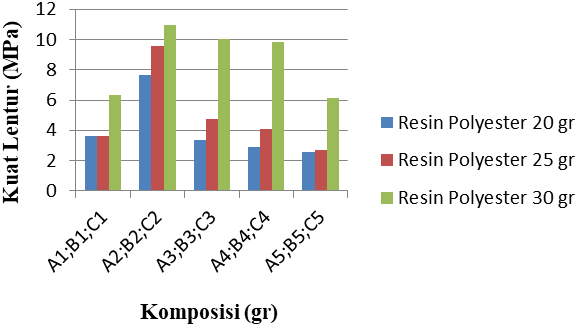 Kuat Lentur (MPa)
12
10
8
6
4
2
0
A1;B1;C1
A2;B2;C2
A3;B3;C3
A4;B4;C4
A5;B5;C5
Komposisi (gr)
Resin Polyester 20 gr
Resin Polyester 25 gr
Resin Polyester 30 gr